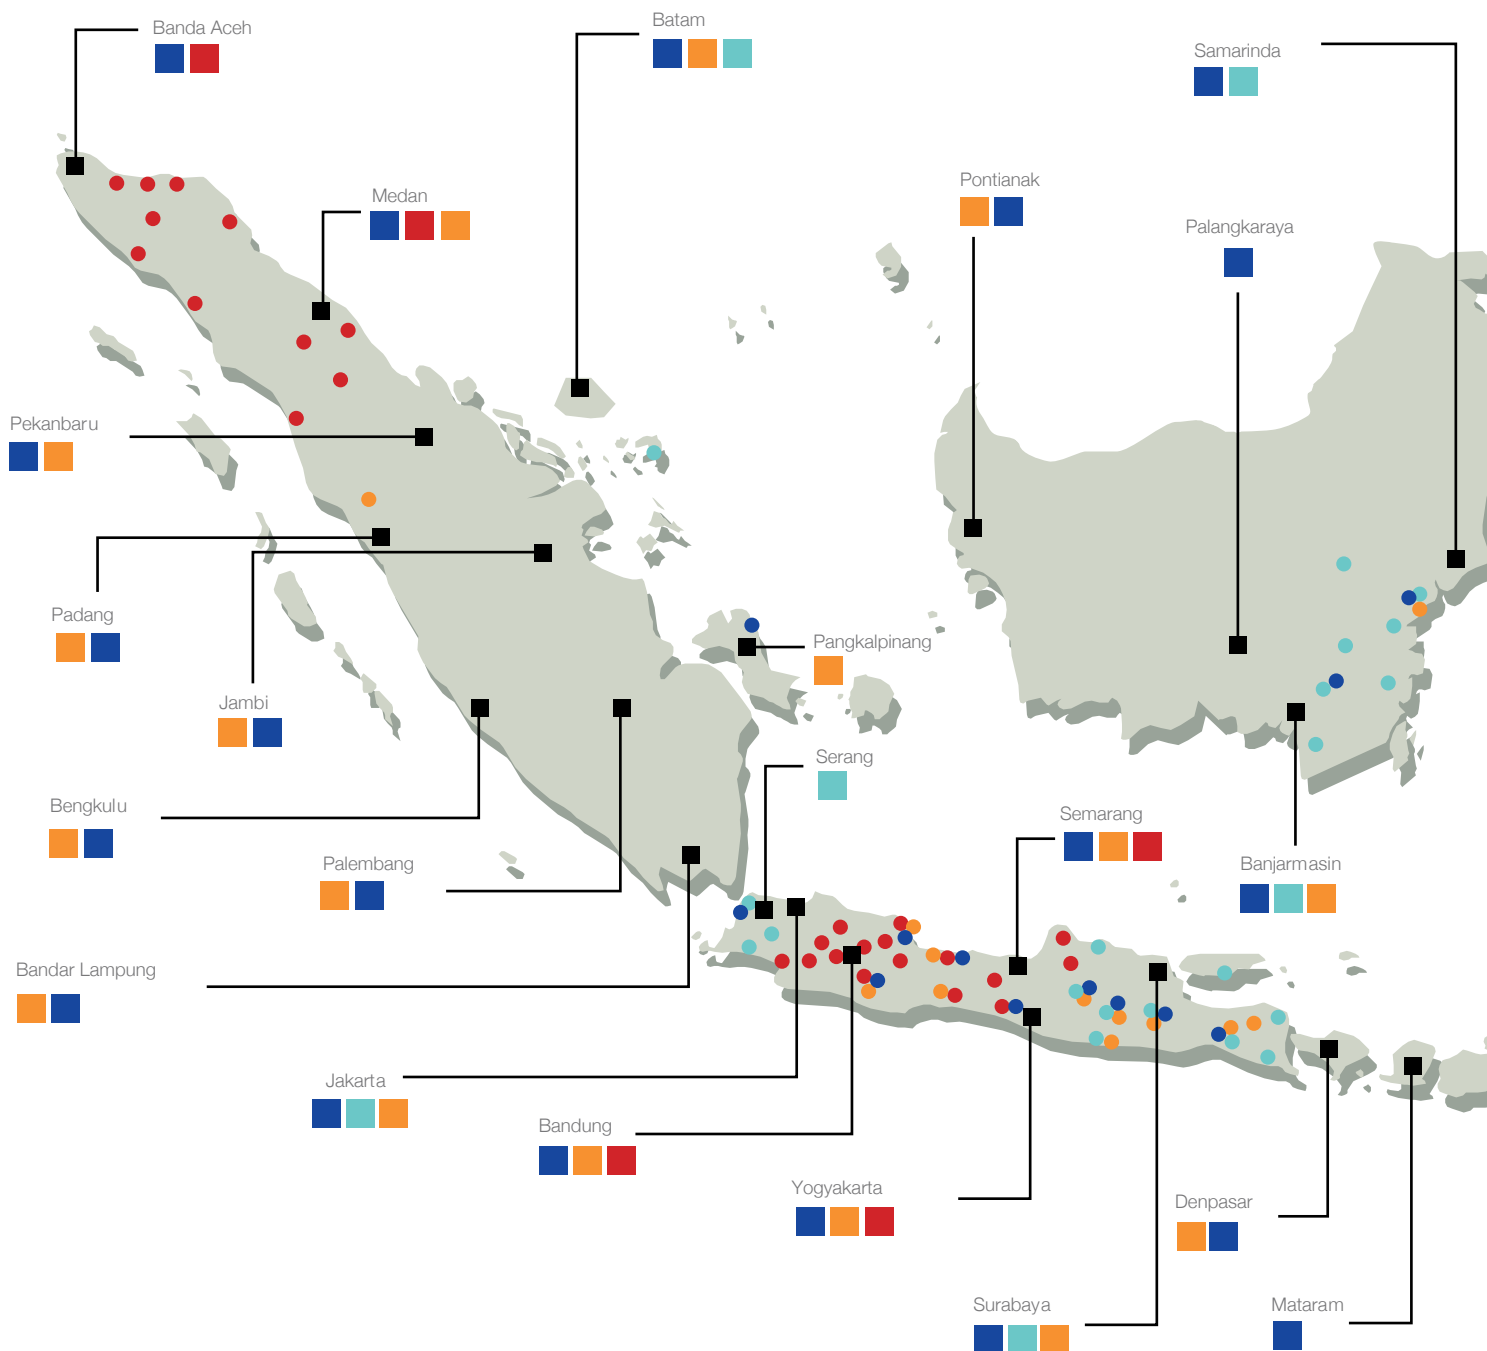 Banda Aceh
Batam
Samarinda
Pontianak
Medan
Palangkaraya
Pekanbaru
Padang
Pangkalpinang
Jambi
Serang
Bengkulu
Semarang
Palembang
Banjarmasin
Bandar Lampung
Jakarta
Bandung
Yogyakarta
Denpasar
Surabaya
Mataram